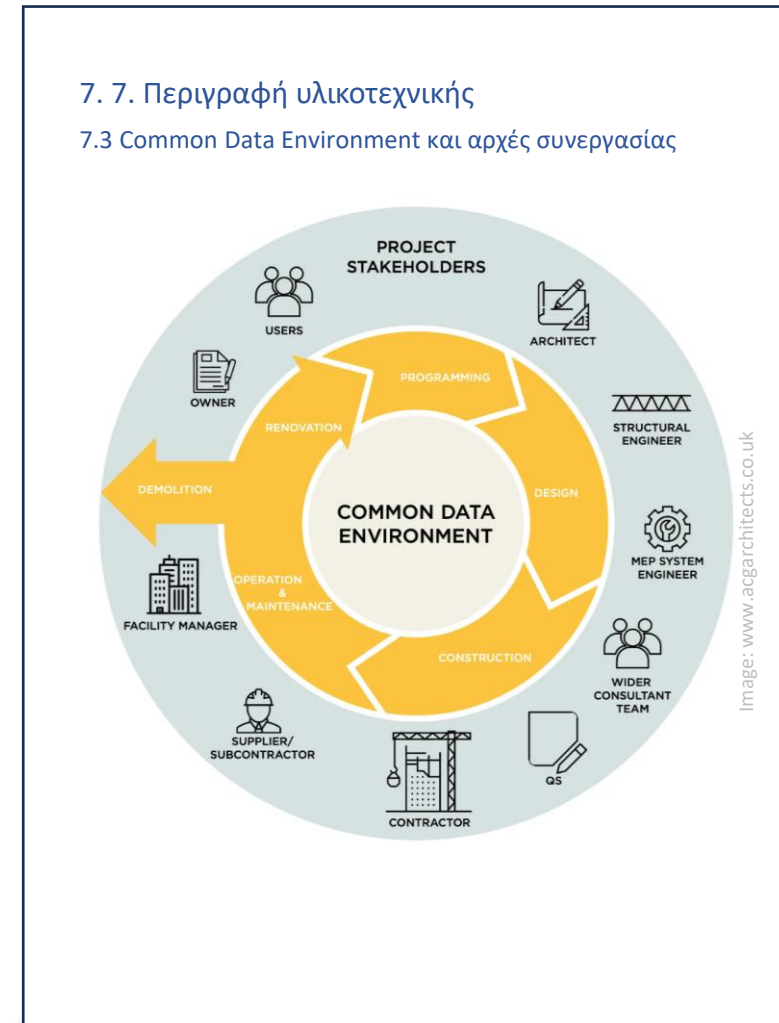 7. 7. Περιγραφή υλικοτεχνικής
7.3 Common Data Environment και αρχές συνεργασίας
PROJECT
STAKEHOLDERS
USERS
ARCHITECT
OWNER
STRUCTURAL
ENGINEER
MEP SYSTEM
ENGINEER
WIDER
CONSULTANT
TEAM
QS
CONTRACTOR
SUPPLIER/
SUBCONTRACTOR
FACILITY MANAGER
PROGRAMMING
DESIGN
CONSTRUCTION
OPERATION
&
MAINTENANCE
DEMOLITION
RENOVATION
COMMON DATA
ENVIRONMENT
Image: www.acgarchitects.co.uk